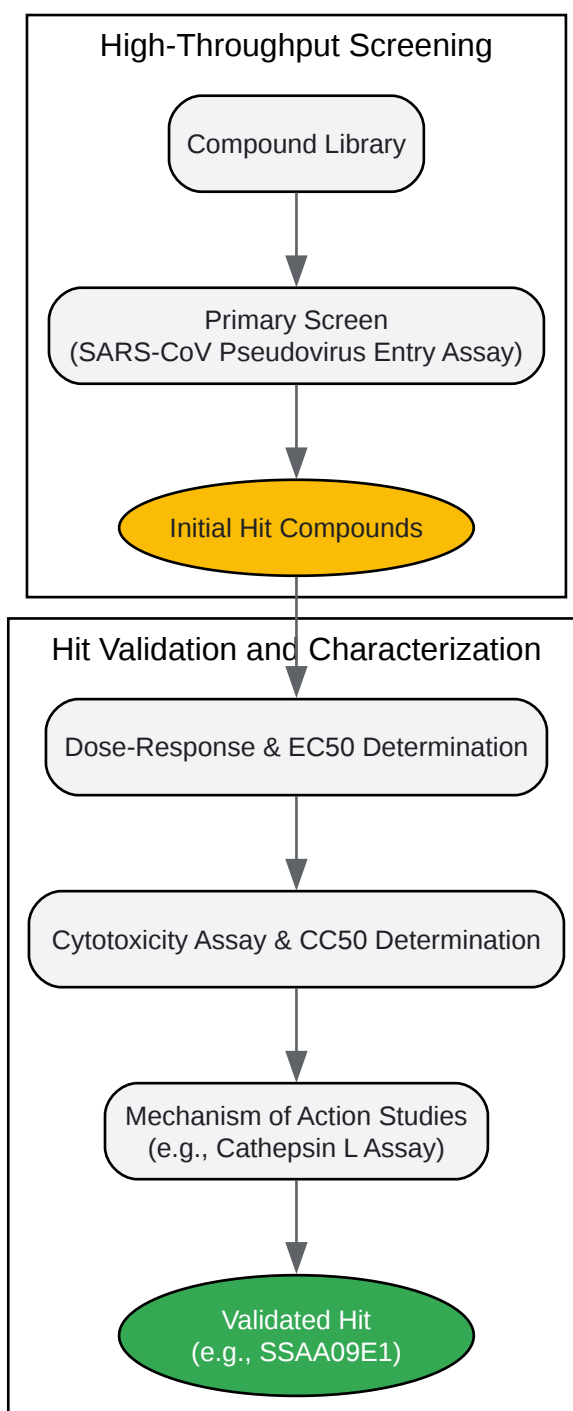 High-Throughput Screening
Compound Library
Primary Screen
(SARS-CoV Pseudovirus Entry Assay)
Initial Hit Compounds
Hit Validation and Characterization
Dose-Response & EC50 Determination
Cytotoxicity Assay & CC50 Determination
Mechanism of Action Studies
(e.g., Cathepsin L Assay)
Validated Hit
(e.g., SSAA09E1)